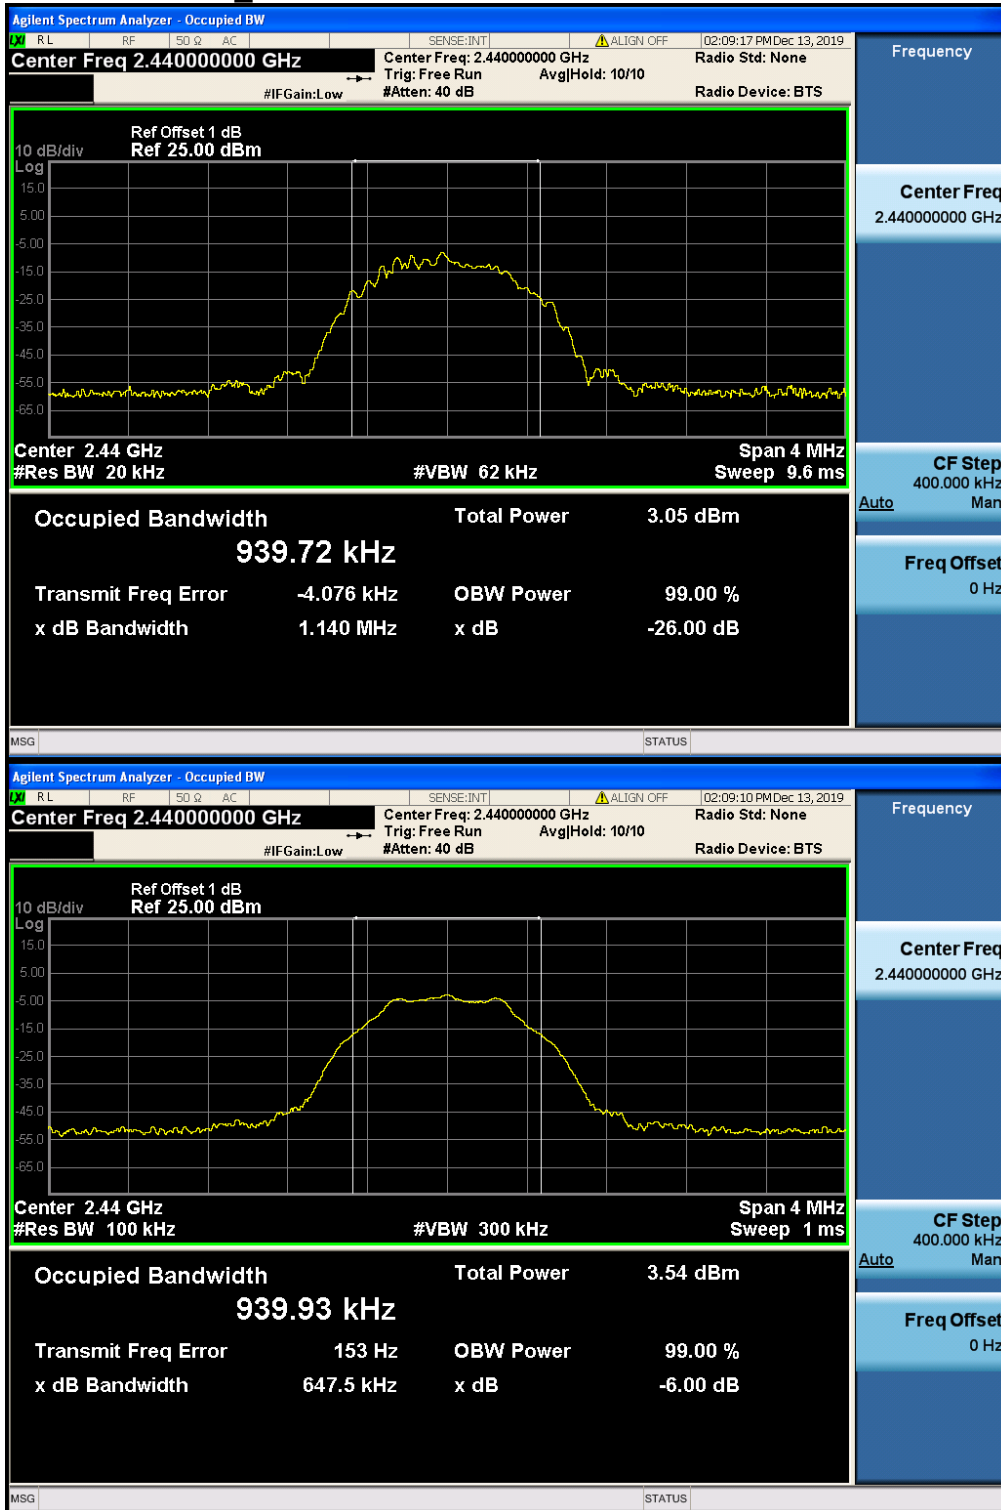 Agilent Spectrum Analyzer - Occupied BW
LXI RL RF 50 Ω AC SENSE:INT ALIGN OFF 02:09:17 PM Dec 13, 2019
Center Freq 2.440000000 GHz
Center Freq: 2.440000000 GHz Radio Std: None
Trig: Free Run Avg|Hold: 10/10
#IFGain:Low #Atten: 40 dB Radio Device: BTS
Frequency
Ref Offset 1 dB
10 dB/div Ref 25.00 dBm
Log
15.0
5.00
-5.00
-15.0
-25.0
-35.0
-45.0
-55.0
-65.0
Center Freq
2.440000000 GHz
Center 2.44 GHz Span 4 MHz
#Res BW 20 kHz #VBW 62 kHz Sweep 9.6 ms
CF Step
400.000 kHz
Auto Man
Occupied Bandwidth Total Power 3.05 dBm
939.72 kHz
Transmit Freq Error -4.076 kHz OBW Power 99.00 %
x dB Bandwidth 1.140 MHz x dB -26.00 dB
Freq Offset
0 Hz
MSG STATUS
Agilent Spectrum Analyzer - Occupied BW
LXI RL RF 50 Ω AC SENSE:INT ALIGN OFF 02:09:10 PM Dec 13, 2019
Center Freq 2.440000000 GHz
Center Freq: 2.440000000 GHz Radio Std: None
Trig: Free Run Avg|Hold: 10/10
#IFGain:Low #Atten: 40 dB Radio Device: BTS
Frequency
Ref Offset 1 dB
10 dB/div Ref 25.00 dBm
Log
15.0
5.00
-5.00
-15.0
-25.0
-35.0
-45.0
-55.0
-65.0
Center Freq
2.440000000 GHz
Center 2.44 GHz Span 4 MHz
#Res BW 100 kHz #VBW 300 kHz Sweep 1 ms
CF Step
400.000 kHz
Auto Man
Occupied Bandwidth Total Power 3.54 dBm
939.93 kHz
Transmit Freq Error 153 Hz OBW Power 99.00 %
x dB Bandwidth 647.5 kHz x dB -6.00 dB
Freq Offset
0 Hz
MSG STATUS